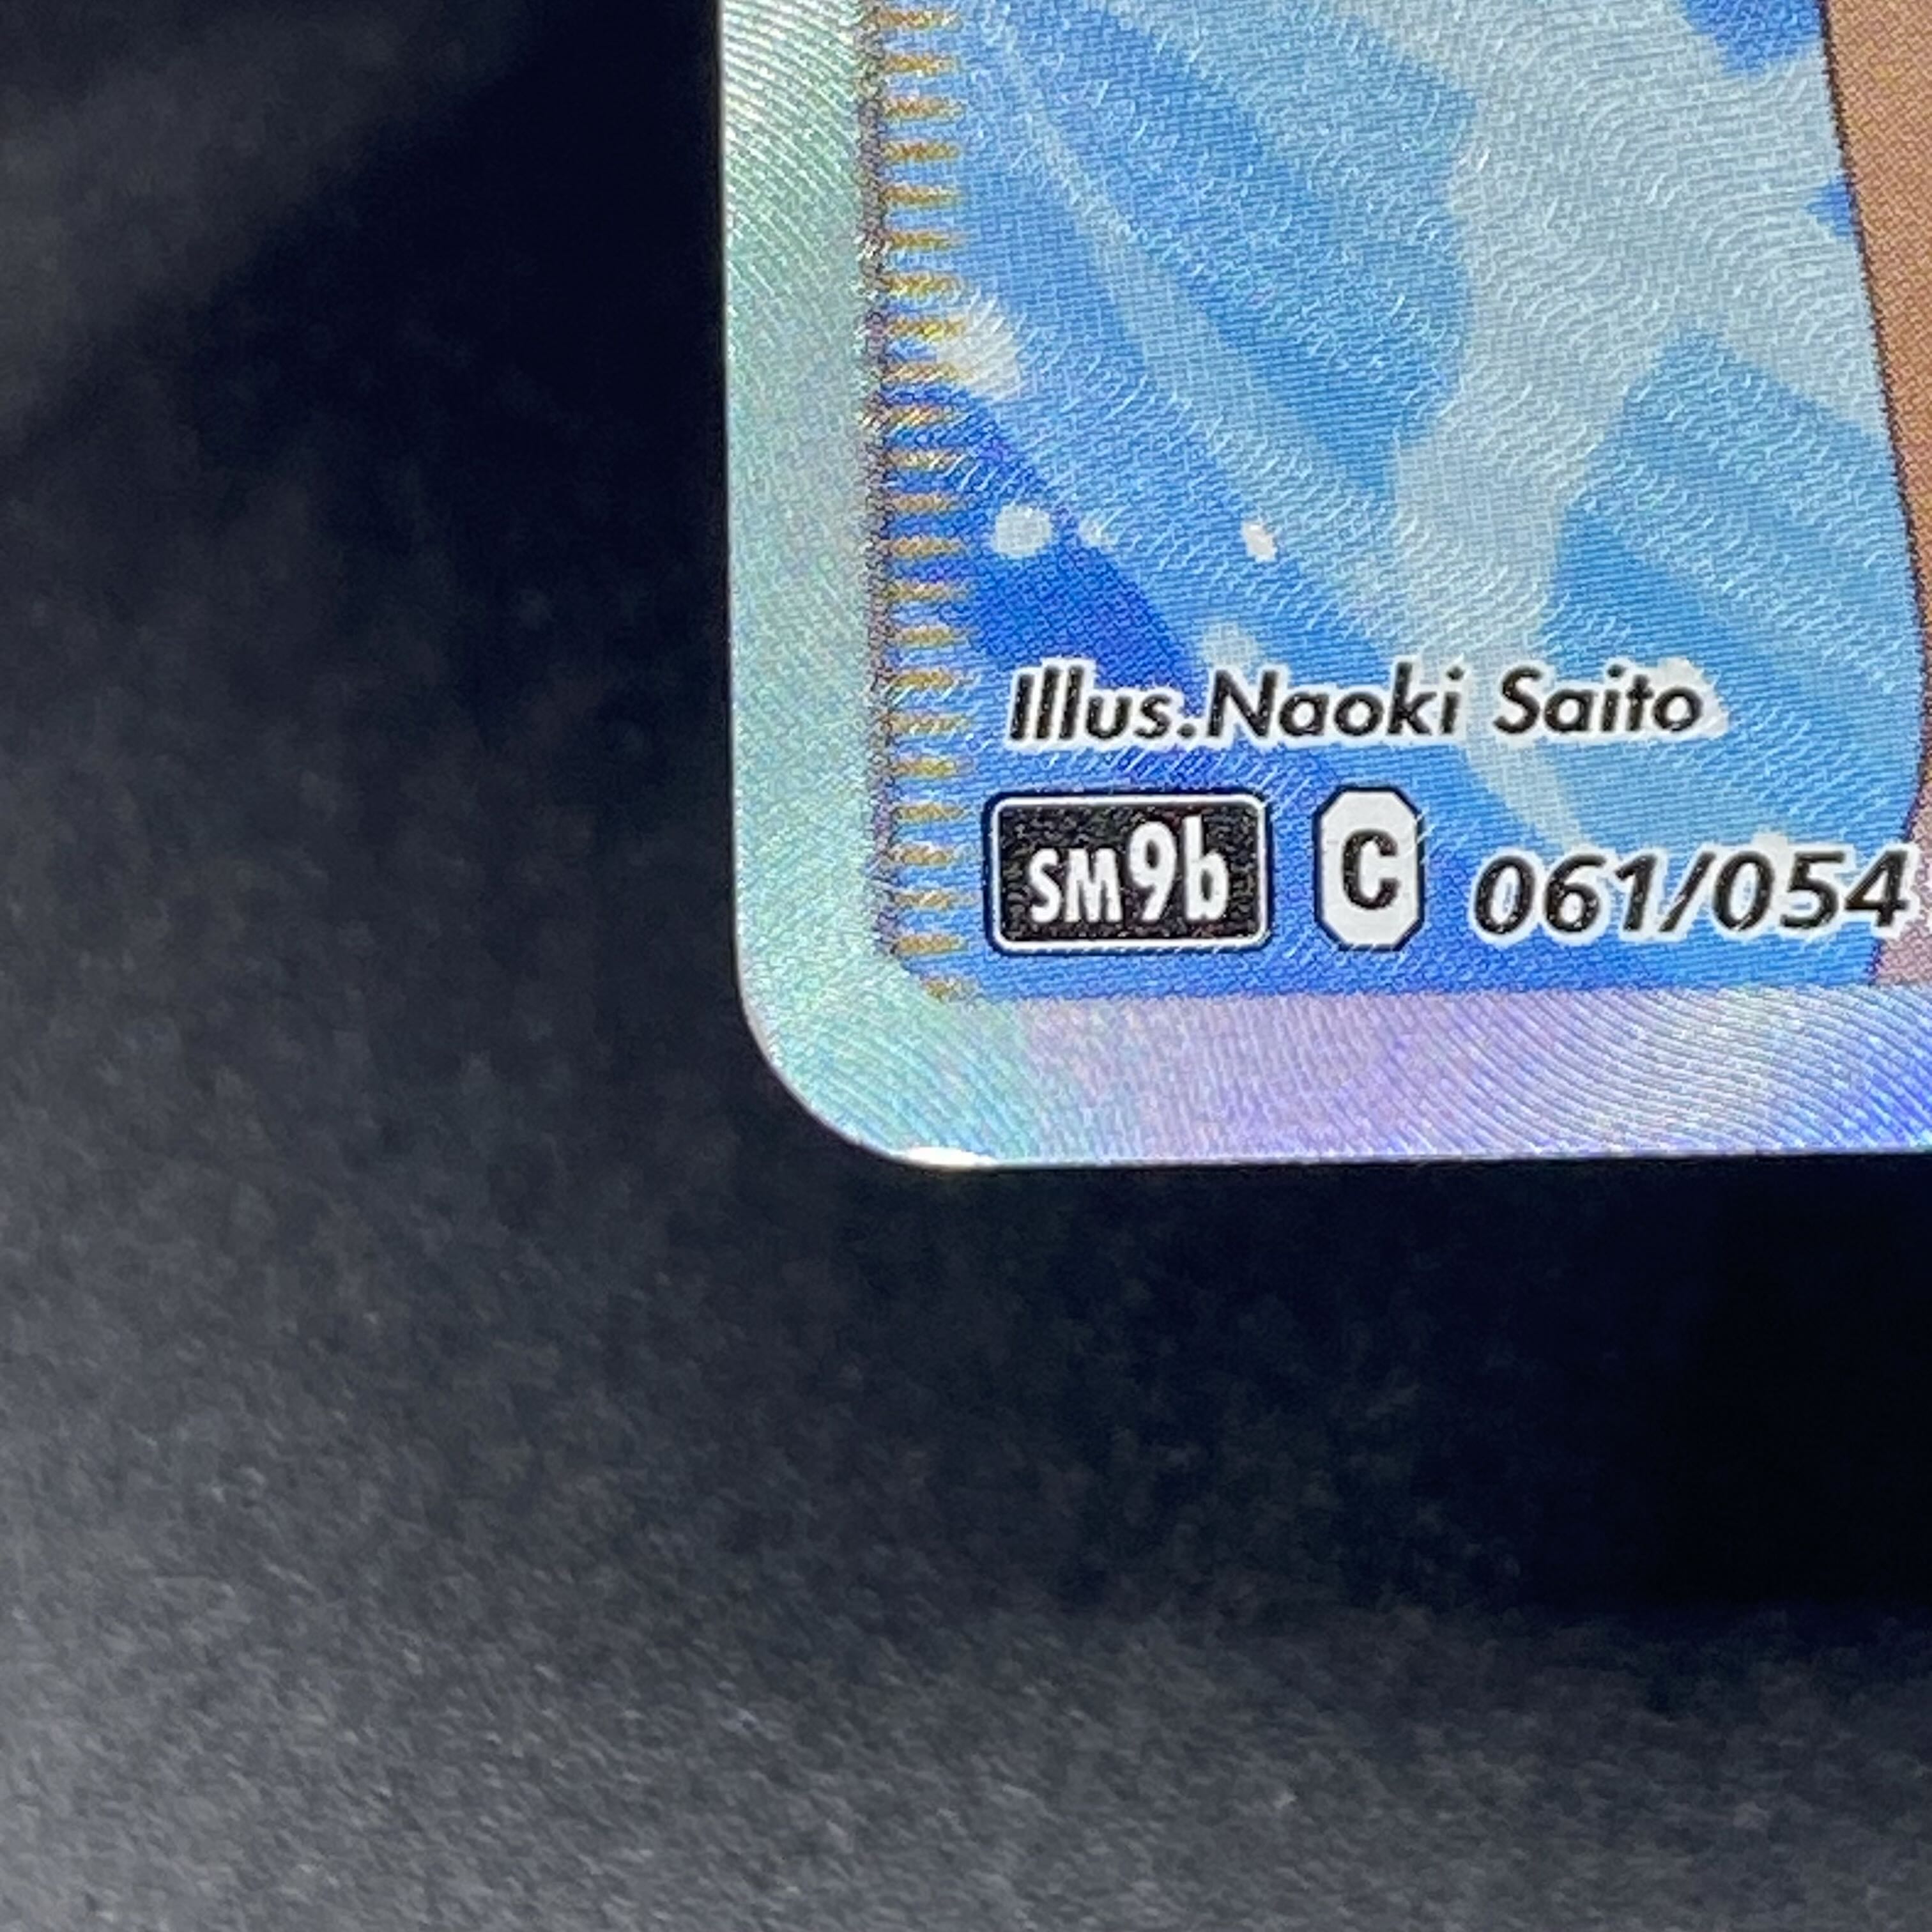 Illus.Naoki Saito
SM9b C 061/054